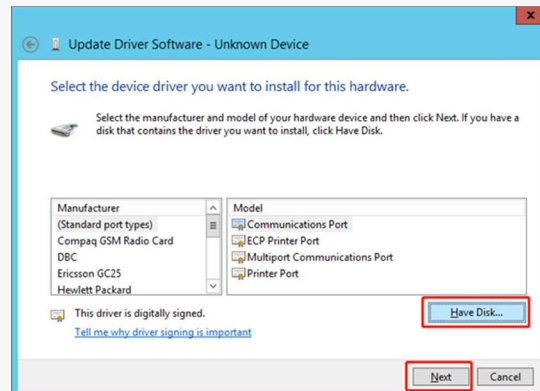 x
Update Driver Software - Unknown Device
Select the device driver you want to install for this hardware.
Select the manufacturer and model of your hardware device and then click Next. If you have a
disk that contains the driver you want to install, click Have Disk.
Manufacturer
(Standard port types)
Compaq GSM Radio Card
DBC
Ericsson GC25
Hewlett Packard
Model
Communications Port
ECP Printer Port
Multiport Communications Port
Printer Port
This driver is digitally signed.
Tell me why driver signing is important
Have Disk...
Next
Cancel